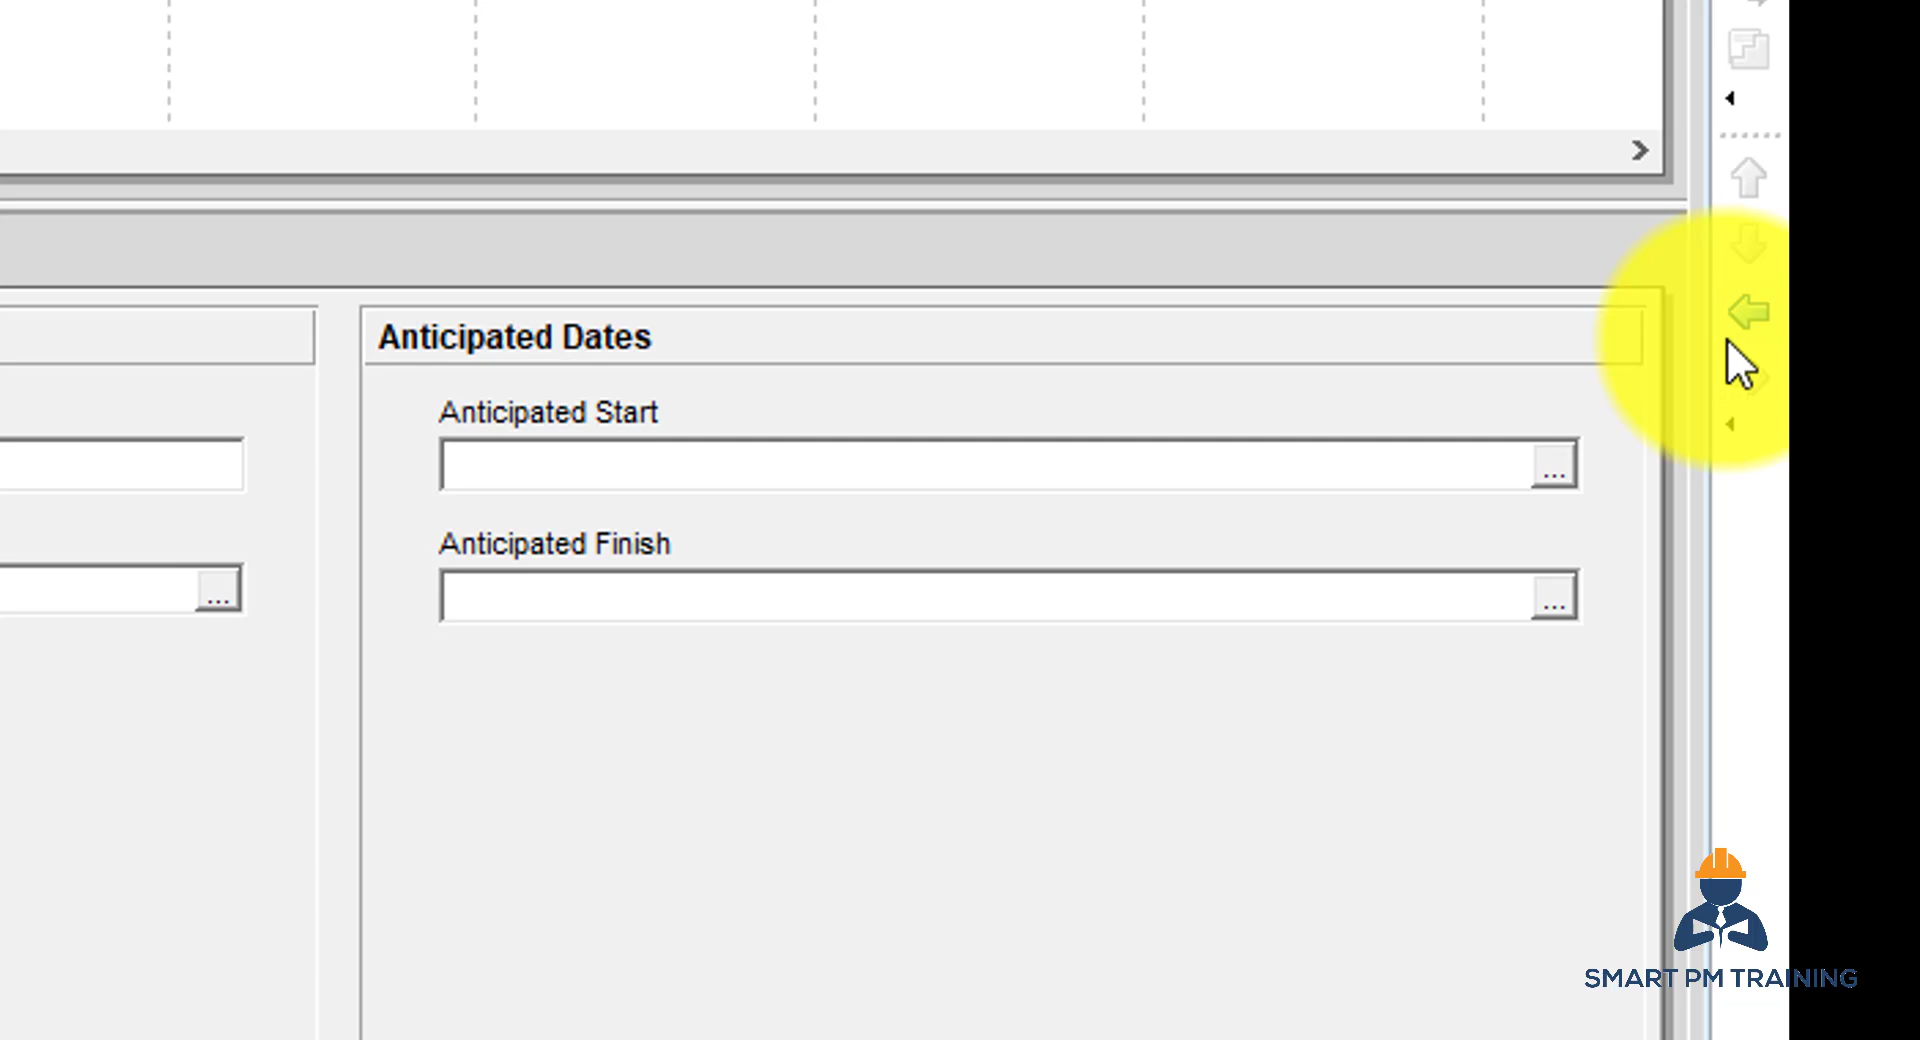 Anticipated Dates
Anticipated Start
...
Anticipated Finish
...
...
SMART PM TRAINING